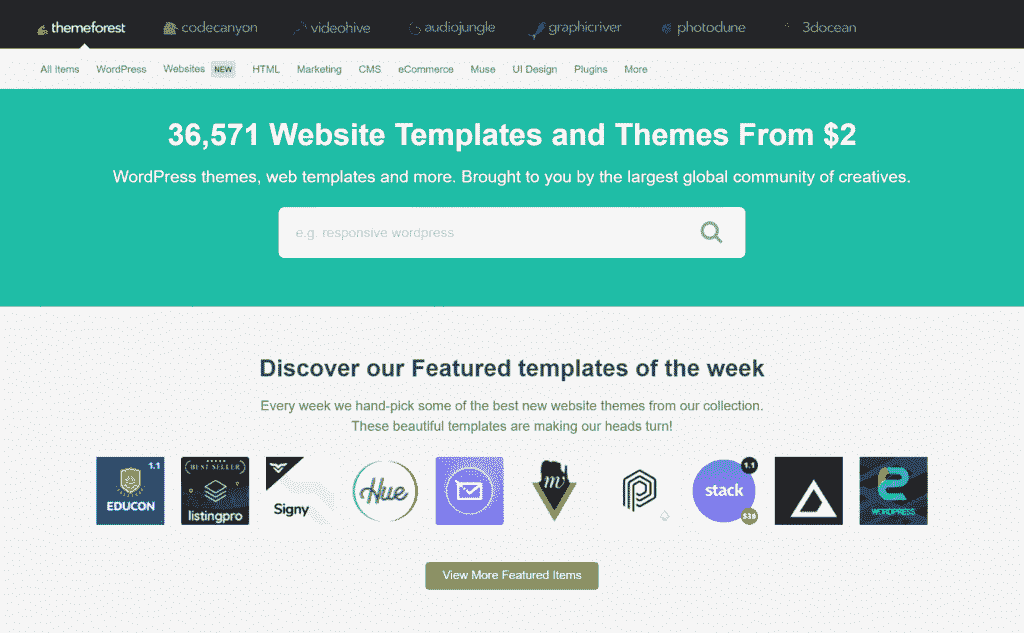 themeforest codecanyon videohive audiojungle graphicriver photodune 3docean
All Items WordPress Websites NEW HTML Marketing CMS eCommerce Muse UI Design Plugins More
36,571 Website Templates and Themes From $2
WordPress themes, web templates and more. Brought to you by the largest global community of creatives.
e.g. responsive wordpress
Discover our Featured templates of the week
Every week we hand-pick some of the best new website themes from our collection.
These beautiful templates are making our heads turn!
1.1
EDUCON
BEST SELLER
listingpro
Signy
Hue
m
stack
1.1
$36
WORDPRESS
View More Featured Items